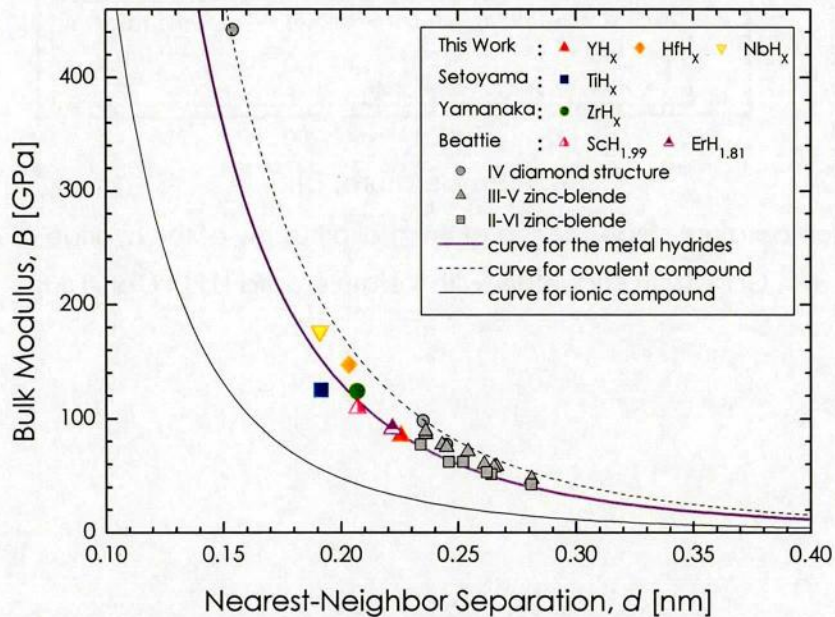 This Work : YHₓ HfHₓ NbHₓ
Setoyama : TiHₓ
Yamanaka : ZrHₓ
Beattie : ScH₁.₉₉ ErH₁.₈₁
IV diamond structure
III-V zinc-blende
II-VI zinc-blende
curve for the metal hydrides
curve for covalent compound
curve for ionic compound
Bulk Modulus, B [GPa]
400
300
200
100
0
0.10 0.15 0.20 0.25 0.30 0.35 0.40
Nearest-Neighbor Separation, d [nm]